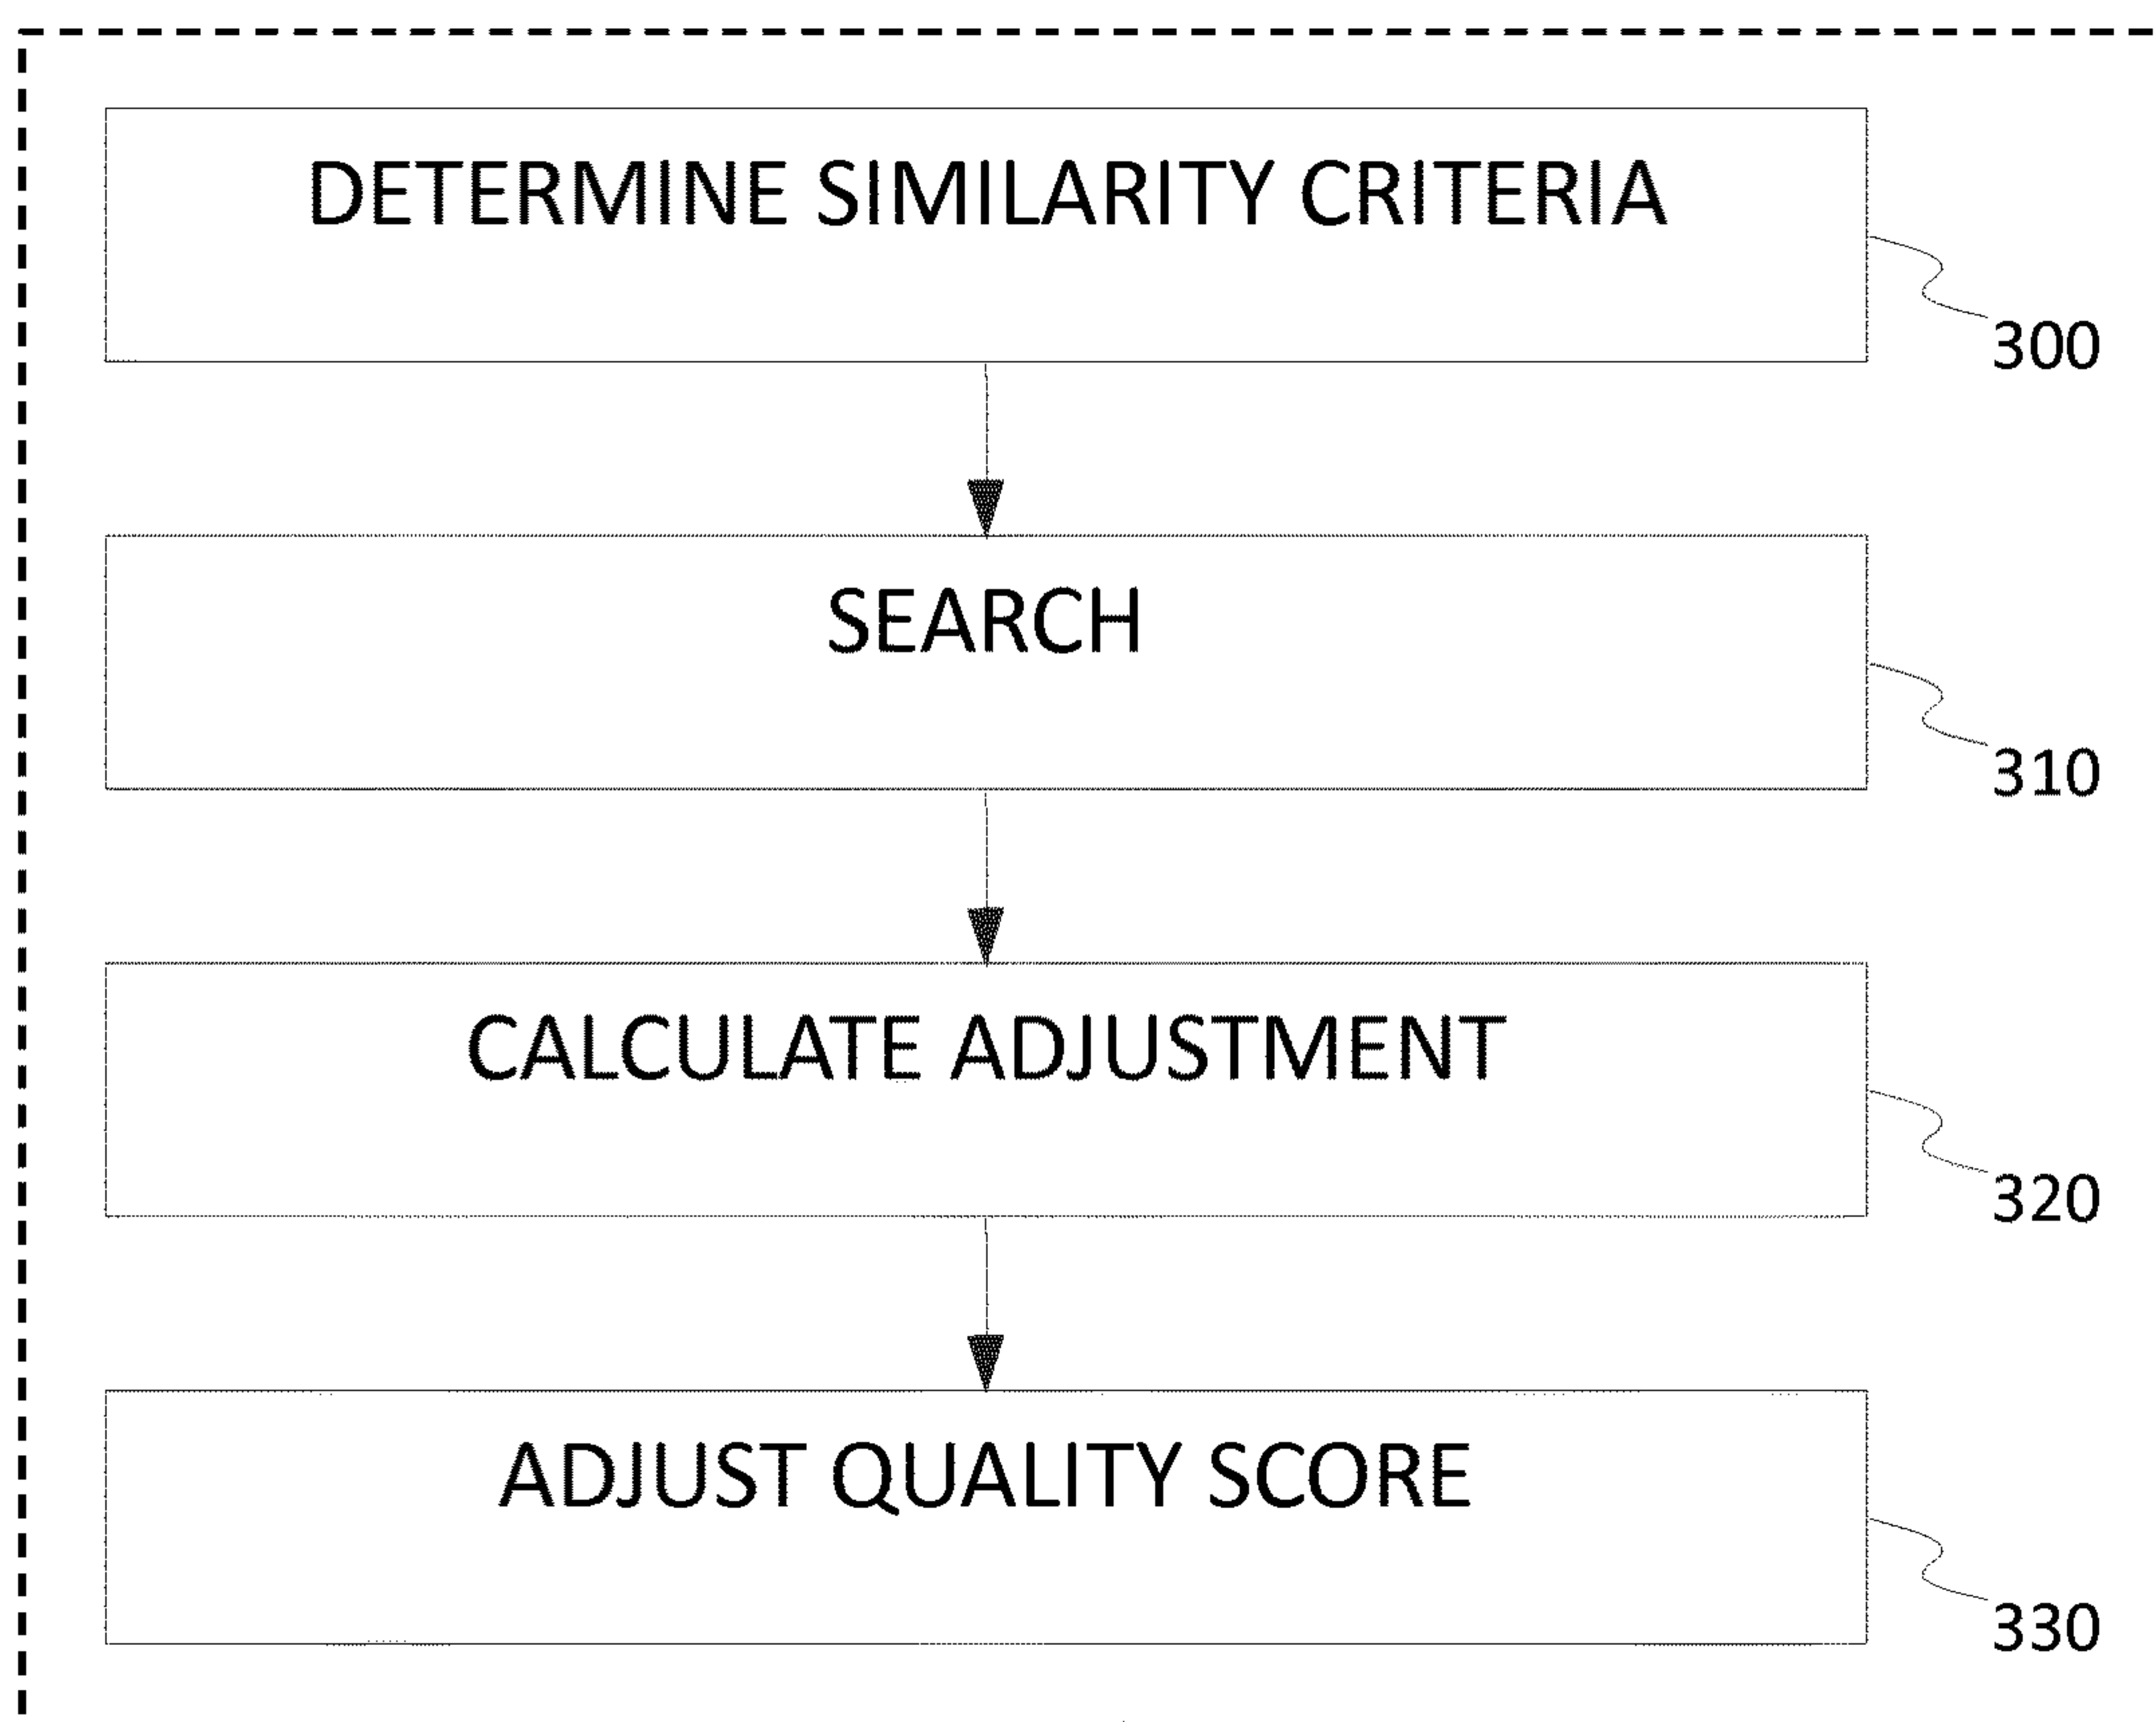 DETERMINE SIMILARITY CRITERIA
300
SEARCH
310
CALCULATE ADJUSTMENT
320
ADJUST QUALITY SCORE
330